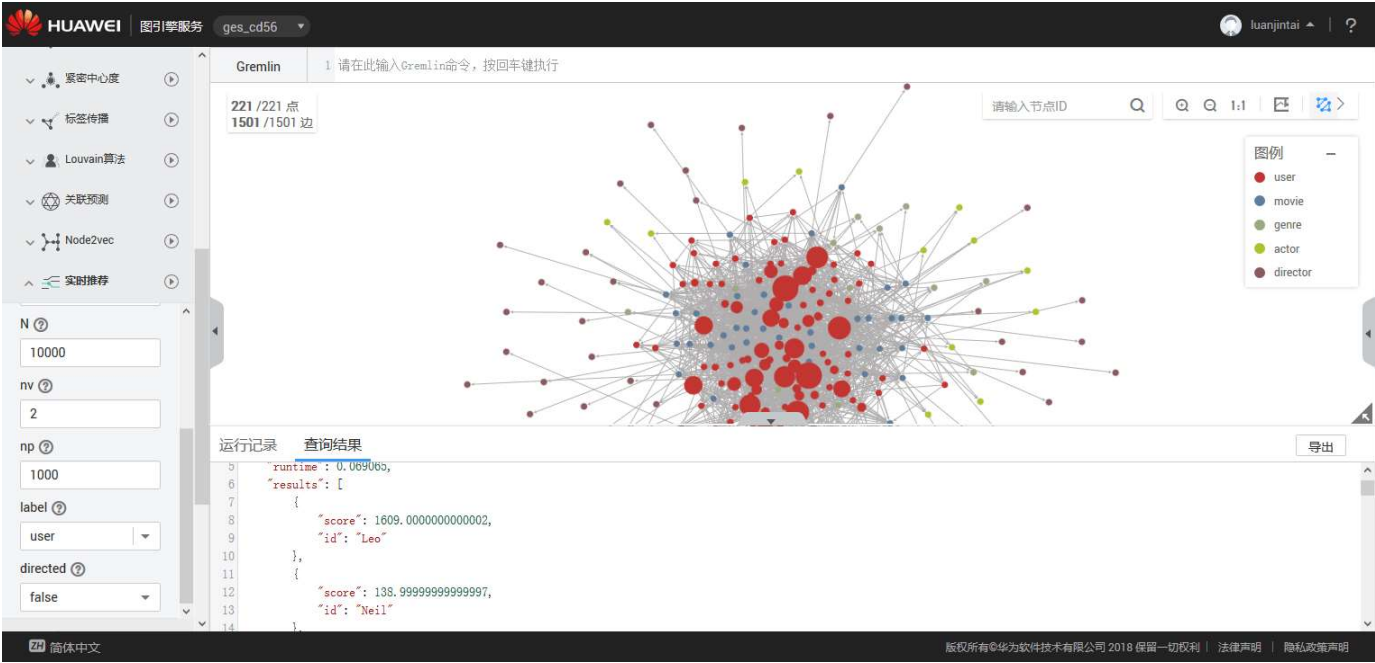 HUAWEI 图引擎服务 ges_cd56 luanjintai ?
紧密中心度
标签传播
Louvain算法
关联预测
Node2vec
实时推荐
N ?
10000
nv ?
2
np ?
1000
label ?
user
directed ?
false
Gremlin 1 请在此输入Gremlin命令，按回车键执行
221 /221 点
1501 /1501 边
请输入节点ID 1:1
图例
user
movie
genre
actor
director
运行记录 查询结果 导出
5 "runtime": 0.069065,
6 "results": [
7 {
8 "score": 1609.0000000000002,
9 "id": "Leo"
10 },
11 {
12 "score": 138.99999999999997,
13 "id": "Neil"
14 },
ZH 简体中文 版权所有©华为软件技术有限公司 2018 保留一切权利 | 法律声明 | 隐私政策声明